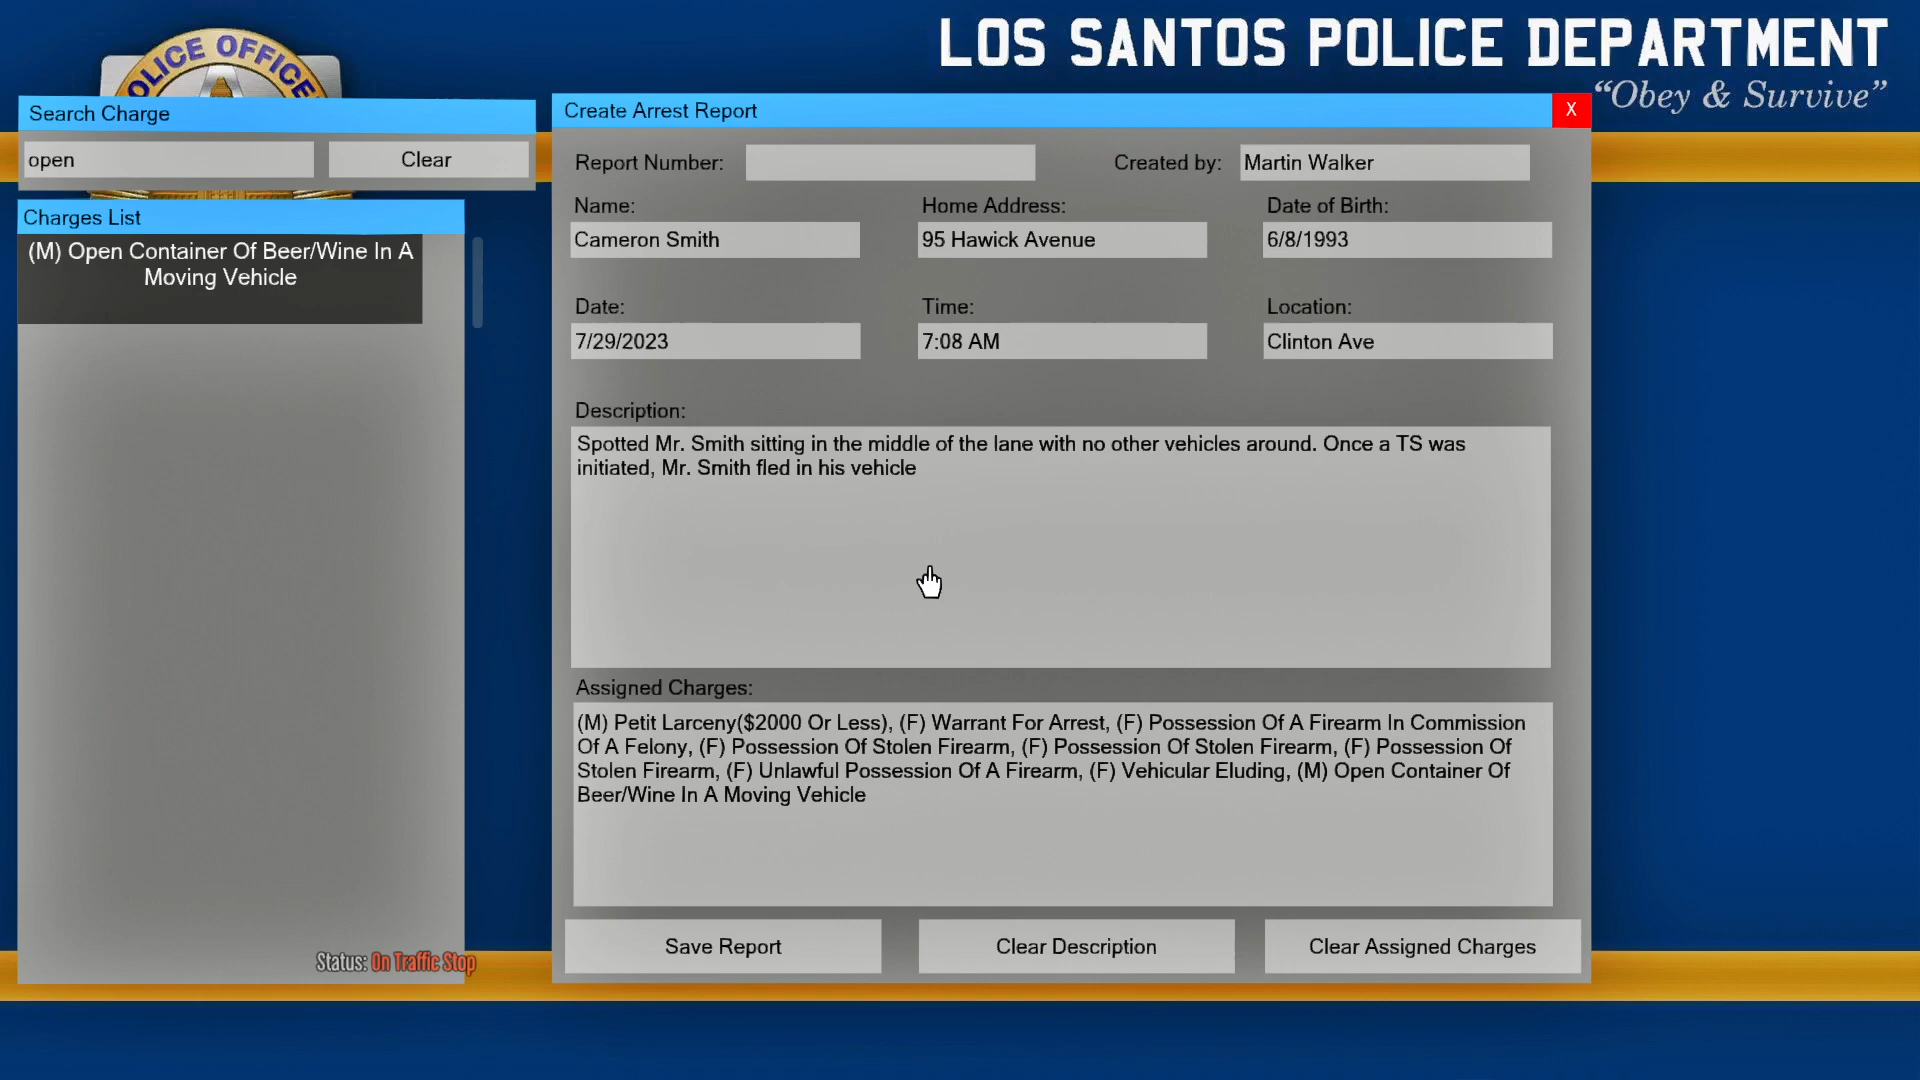 LOS SANTOS POLICE DEPARTMENT
“Obey & Survive”
POLICE OFFICE
Search Charge
open
Clear
Charges List
(M) Open Container Of Beer/Wine In A
Moving Vehicle
Status: On Traffic Stop
Create Arrest Report
X
Report Number:
Created by: Martin Walker
Name: Home Address: Date of Birth:
Cameron Smith 95 Hawick Avenue 6/8/1993
Date: Time: Location:
7/29/2023 7:08 AM Clinton Ave
Description:
Spotted Mr. Smith sitting in the middle of the lane with no other vehicles around. Once a TS was
initiated, Mr. Smith fled in his vehicle
Assigned Charges:
(M) Petit Larceny($2000 Or Less), (F) Warrant For Arrest, (F) Possession Of A Firearm In Commission
Of A Felony, (F) Possession Of Stolen Firearm, (F) Possession Of Stolen Firearm, (F) Possession Of
Stolen Firearm, (F) Unlawful Possession Of A Firearm, (F) Vehicular Eluding, (M) Open Container Of
Beer/Wine In A Moving Vehicle
Save Report Clear Description Clear Assigned Charges